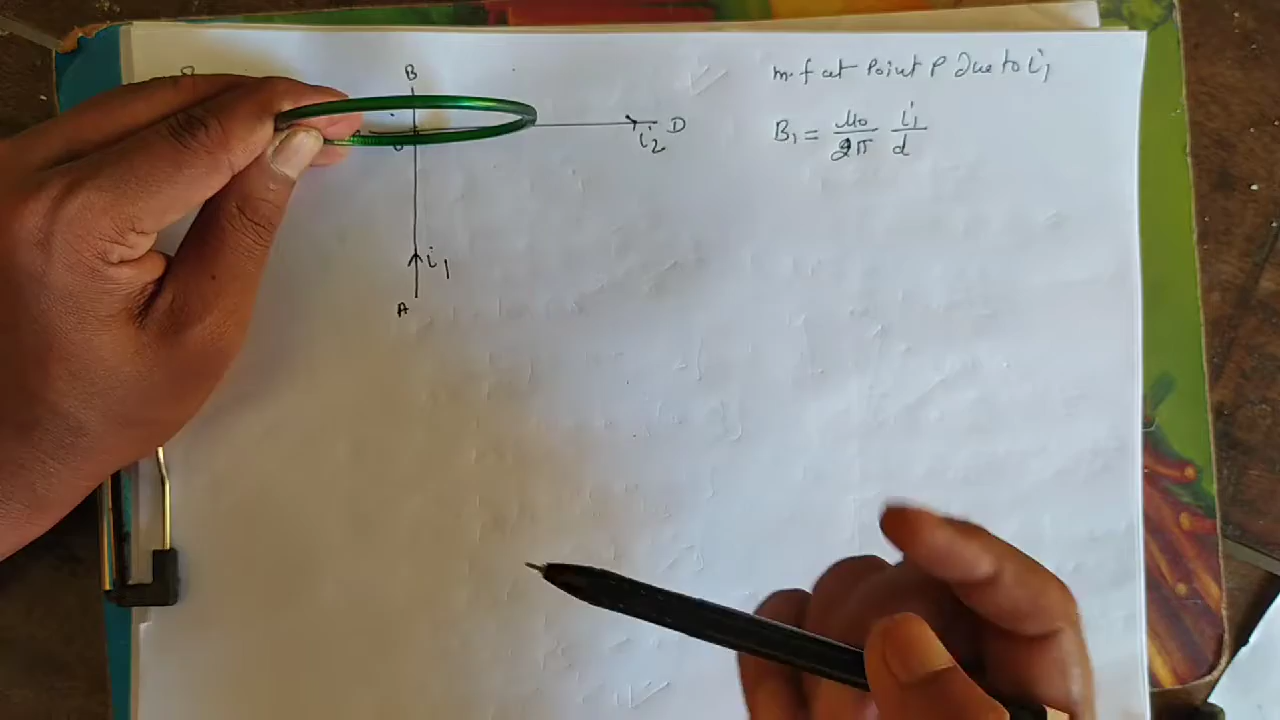 B
m.f at Point P Due to i₁
i₂ D
B₁ = μ₀/2π i₁/d
i₁
A